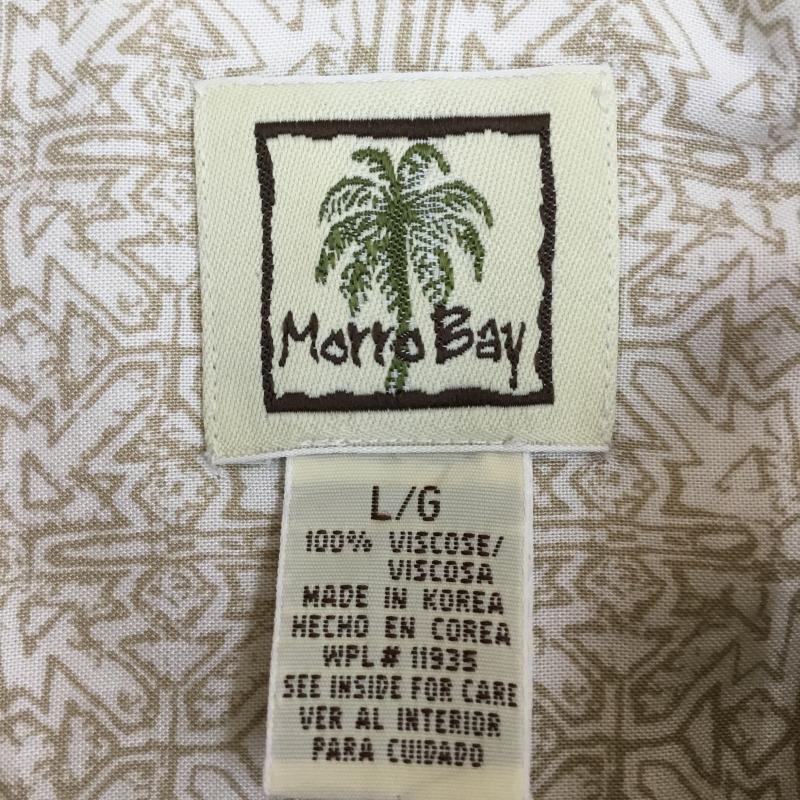 Morro Bay
L/G
100% VISCOSE/
VISCOSA
MADE IN KOREA
HECHO EN COREA
WPL # 11935
SEE INSIDE FOR CARE
VER AL INTERIOR
PARA CUIDADO